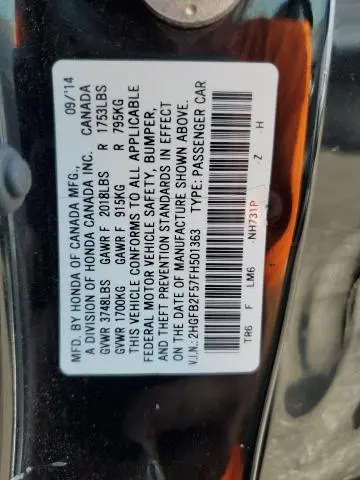 MFD. BY HONDA OF CANADA MFG., 09/'14
A DIVISION OF HONDA CANADA INC. CANADA
GVWR 3748LBS GAWR F 2018LBS R 1753LBS
GVWR 1700KG GAWR F 915KG R 795KG
THIS VEHICLE CONFORMS TO ALL APPLICABLE
FEDERAL MOTOR VEHICLE SAFETY, BUMPER,
AND THEFT PREVENTION STANDARDS IN EFFECT
ON THE DATE OF MANUFACTURE SHOWN ABOVE.
V.I.N.: 2HGFB2F57FH501363 TYPE: PASSENGER CAR
TR6 F LM6 NH731P Z H